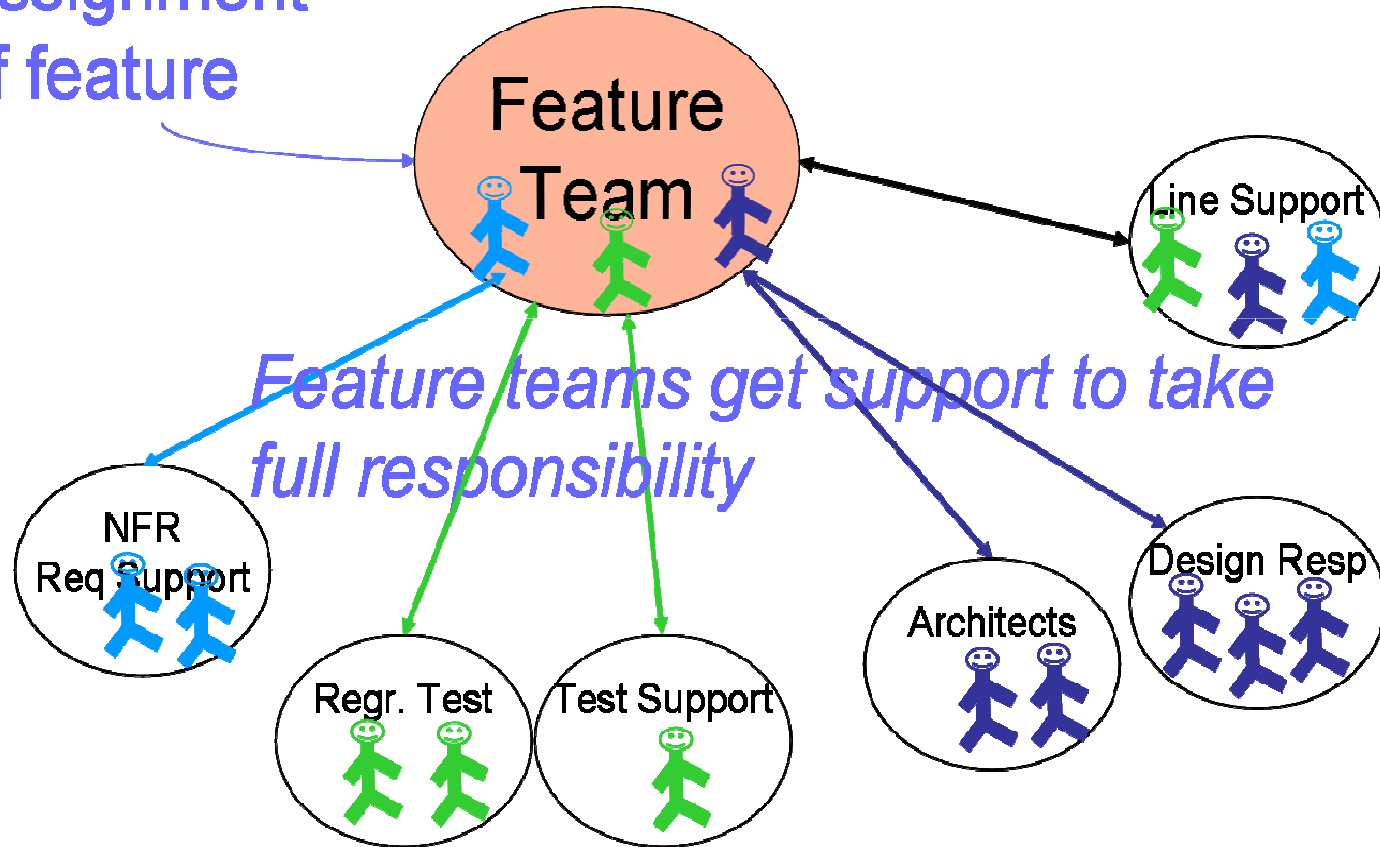 feature
Feature
Team
Line Support
Feature teams get support to take
full responsibility
NFR
Req Support
Design Resp
Architects
Regr. Test
Test Support